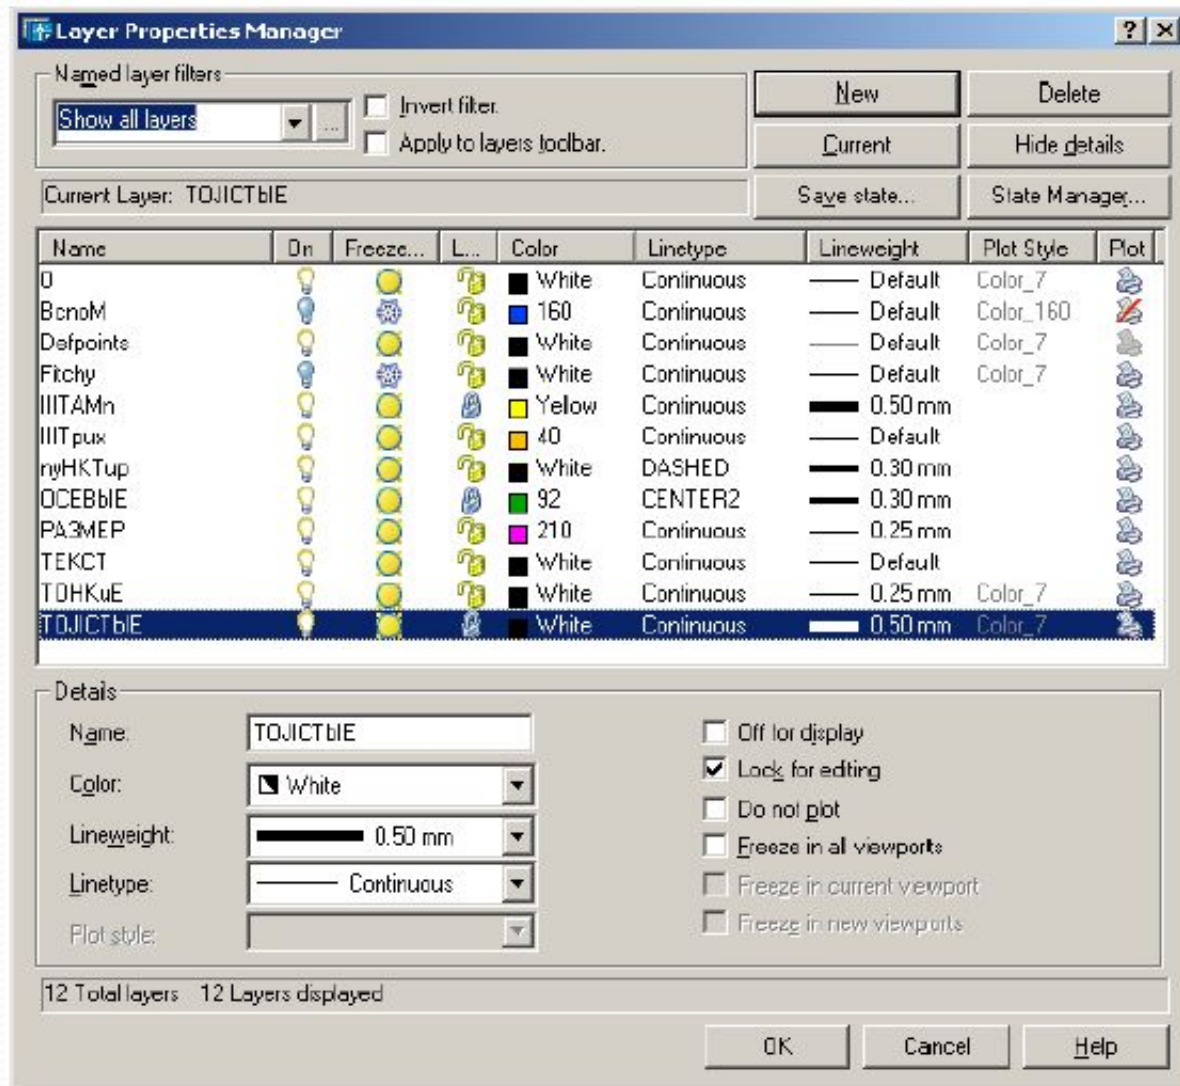 Layer Properties Manager
Named layer filters
Show all layers ...
Invert filter.
Apply to layers toolbar.
New Delete
Current Hide details
Current Layer: TOJICTbIE Save state... State Manager...
Name On Freeze... L... Color Linetype Lineweight Plot Style Plot
0 White Continuous Default Color_7
BcnoM 160 Continuous Default Color_160
Defpoints White Continuous Default Color_7
Fitchy White Continuous Default Color_7
IIITAMn Yellow Continuous 0.50 mm
IIITpux 40 Continuous Default
nyHKTup White DASHED 0.30 mm
OCEBbIE 92 CENTER2 0.30 mm
PA3MEP 210 Continuous 0.25 mm
TEKCT White Continuous Default
TOHKuE White Continuous 0.25 mm Color_7
TOJICTbIE White Continuous 0.50 mm Color_7
Details
Name: TOJICTbIE
Color: White
Lineweight: 0.50 mm
Linetype: Continuous
Plot style:
Off for display
Lock for editing
Do not plot
Freeze in all viewports
Freeze in current viewport
Freeze in new viewports
12 Total layers 12 Layers displayed
OK Cancel Help